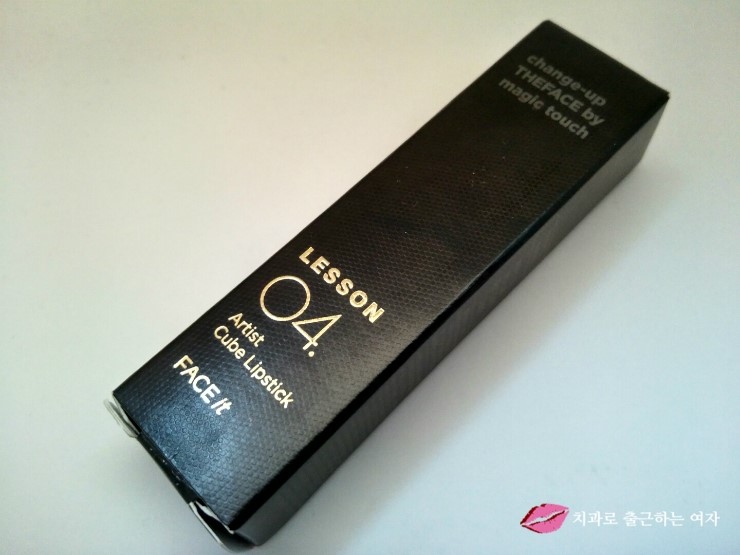 change-up
THEFACE by
magic touch
LESSON
04.
Artist
Cube Lipstick
FACE it
치과로 출근하는 여자